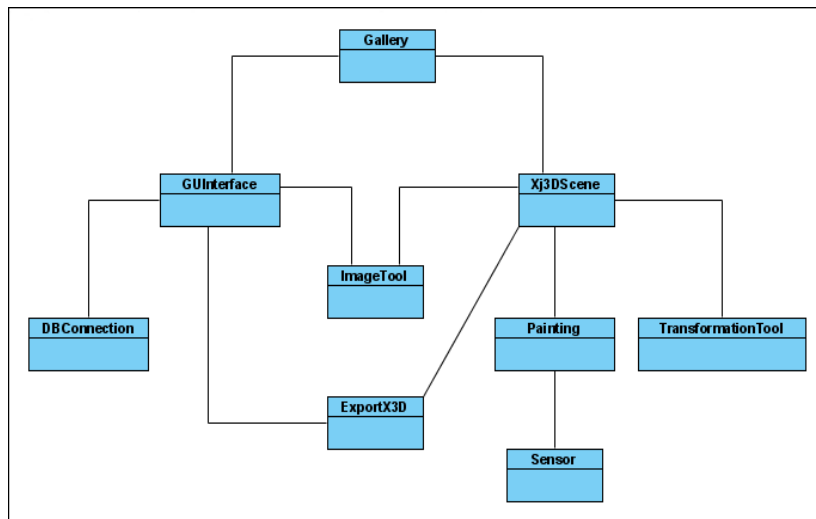 Gallery
GUInterface
Xj3DScene
ImageTool
DBConnection
Painting
TransformationTool
ExportX3D
Sensor